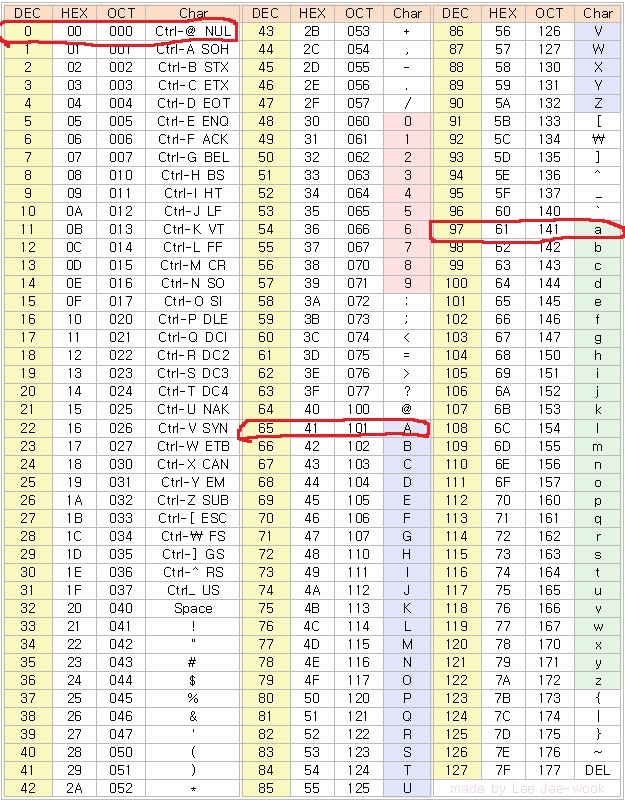 DEC HEX OCT Char
0 00 000 Ctrl-@ NUL
1 01 001 Ctrl-A SOH
2 02 002 Ctrl-B STX
3 03 003 Ctrl-C ETX
4 04 004 Ctrl-D EOT
5 05 005 Ctrl-E ENQ
6 06 006 Ctrl-F ACK
7 07 007 Ctrl-G BEL
8 08 010 Ctrl-H BS
9 09 011 Ctrl-I HT
10 0A 012 Ctrl-J LF
11 0B 013 Ctrl-K VT
12 0C 014 Ctrl-L FF
13 0D 015 Ctrl-M CR
14 0E 016 Ctrl-N SO
15 0F 017 Ctrl-O SI
16 10 020 Ctrl-P DLE
17 11 021 Ctrl-Q DCI
18 12 022 Ctrl-R DC2
19 13 023 Ctrl-S DC3
20 14 024 Ctrl-T DC4
21 15 025 Ctrl-U NAK
22 16 026 Ctrl-V SYN
23 17 027 Ctrl-W ETB
24 18 030 Ctrl-X CAN
25 19 031 Ctrl-Y EM
26 1A 032 Ctrl-Z SUB
27 1B 033 Ctrl-[ ESC
28 1C 034 Ctrl-₩ FS
29 1D 035 Ctrl-] GS
30 1E 036 Ctrl-^ RS
31 1F 037 Ctrl_ US
32 20 040 Space
33 21 041 !
34 22 042 "
35 23 043 #
36 24 044 $
37 25 045 %
38 26 046 &
39 27 047 '
40 28 050 (
41 29 051 )
42 2A 052 *
DEC HEX OCT Char
43 2B 053 +
44 2C 054 ,
45 2D 055 -
46 2E 056 .
47 2F 057 /
48 30 060 0
49 31 061 1
50 32 062 2
51 33 063 3
52 34 064 4
53 35 065 5
54 36 066 6
55 37 067 7
56 38 070 8
57 39 071 9
58 3A 072 :
59 3B 073 ;
60 3C 074 <
61 3D 075 =
62 3E 076 >
63 3F 077 ?
64 40 100 @
65 41 101 A
66 42 102 B
67 43 103 C
68 44 104 D
69 45 105 E
70 46 106 F
71 47 107 G
72 48 110 H
73 49 111 I
74 4A 112 J
75 4B 113 K
76 4C 114 L
77 4D 115 M
78 4E 116 N
79 4F 117 O
80 50 120 P
81 51 121 Q
82 52 122 R
83 53 123 S
84 54 124 T
85 55 125 U
DEC HEX OCT Char
86 56 126 V
87 57 127 W
88 58 130 X
89 59 131 Y
90 5A 132 Z
91 5B 133 [
92 5C 134 ₩
93 5D 135 ]
94 5E 136 ^
95 5F 137 _
96 60 140 `
97 61 141 a
98 62 142 b
99 63 143 c
100 64 144 d
101 65 145 e
102 66 146 f
103 67 147 g
104 68 150 h
105 69 151 i
106 6A 152 j
107 6B 153 k
108 6C 154 l
109 6D 155 m
110 6E 156 n
111 6F 157 o
112 70 160 p
113 71 161 q
114 72 162 r
115 73 163 s
116 74 164 t
117 75 165 u
118 76 166 v
119 77 167 w
120 78 170 x
121 79 171 y
122 7A 172 z
123 7B 173 {
124 7C 174 |
125 7D 175 }
126 7E 176 ~
127 7F 177 DEL
made by Lee Jae-wook